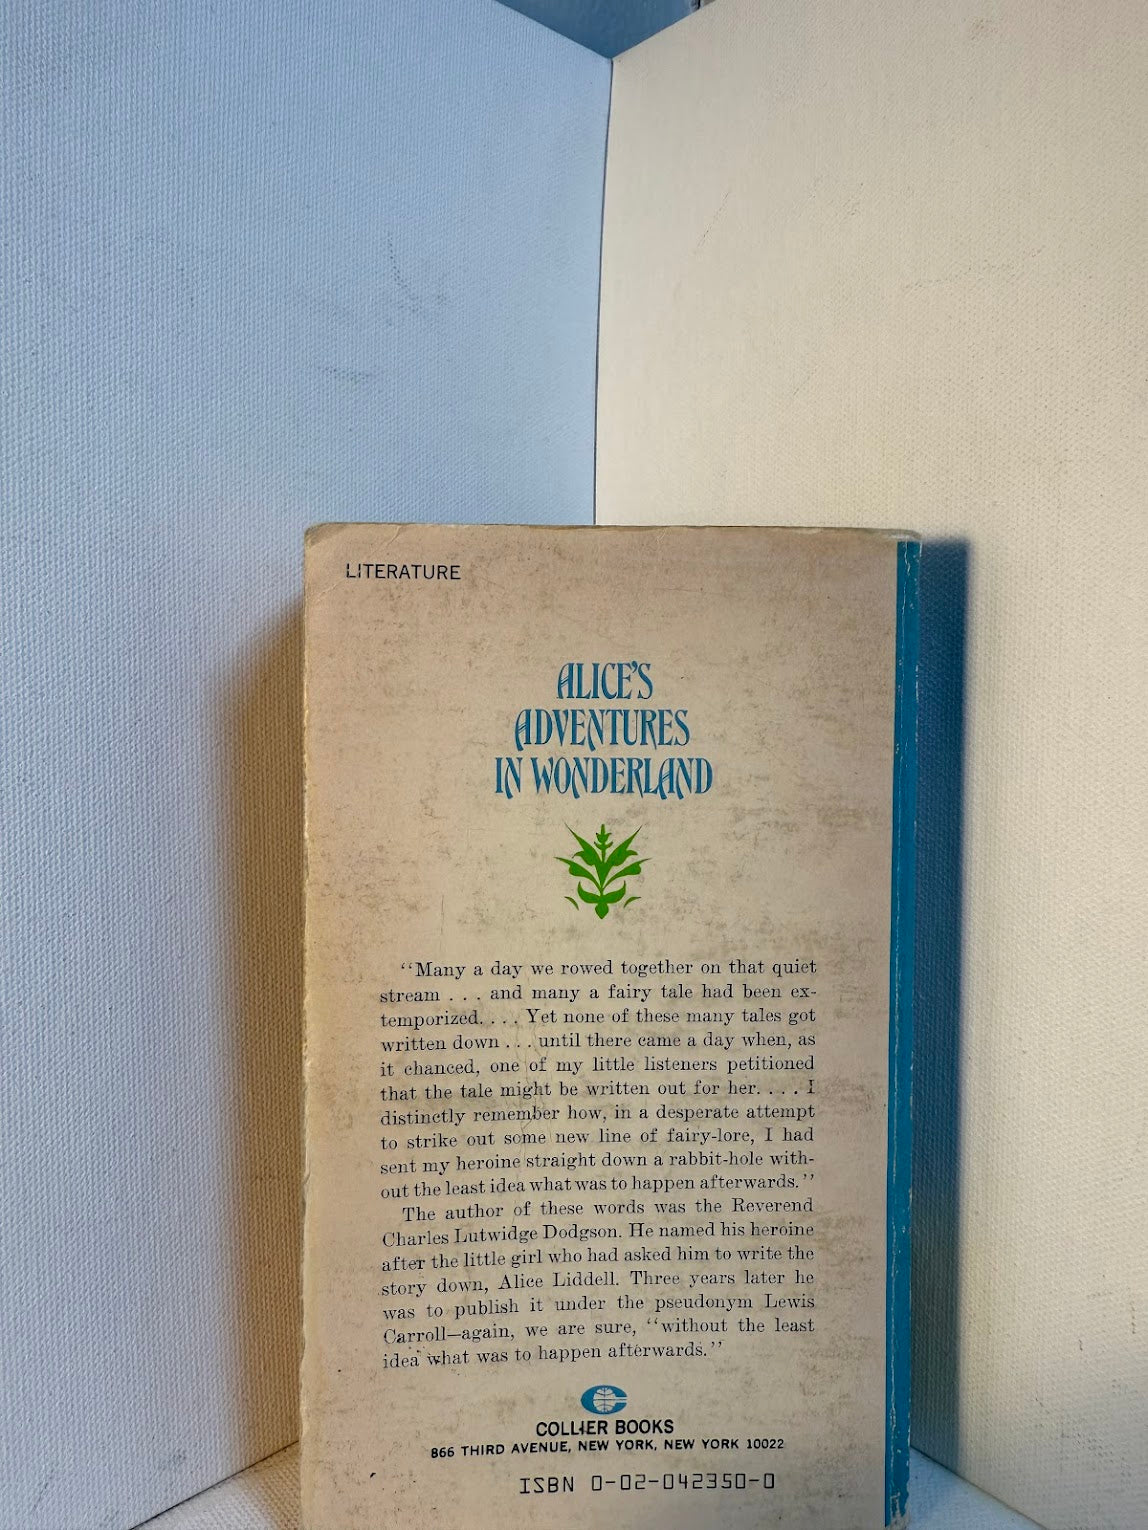 LITERATURE
ALICE'S
ADVENTURES
IN WONDERLAND
“Many a day we rowed together on that quiet
stream . . . and many a fairy tale had been ex-
temporized. . . . Yet none of these many tales got
written down . . . until there came a day when, as
it chanced, one of my little listeners petitioned
that the tale might be written out for her. . . . I
distinctly remember how, in a desperate attempt
to strike out some new line of fairy-lore, I had
sent my heroine straight down a rabbit-hole with-
out the least idea what was to happen afterwards.”
The author of these words was the Reverend
Charles Lutwidge Dodgson. He named his heroine
after the little girl who had asked him to write the
story down, Alice Liddell. Three years later he
was to publish it under the pseudonym Lewis
Carroll—again, we are sure, “without the least
idea what was to happen afterwards.”
COLLIER BOOKS
866 THIRD AVENUE, NEW YORK, NEW YORK 10022
ISBN 0-02-042350-0